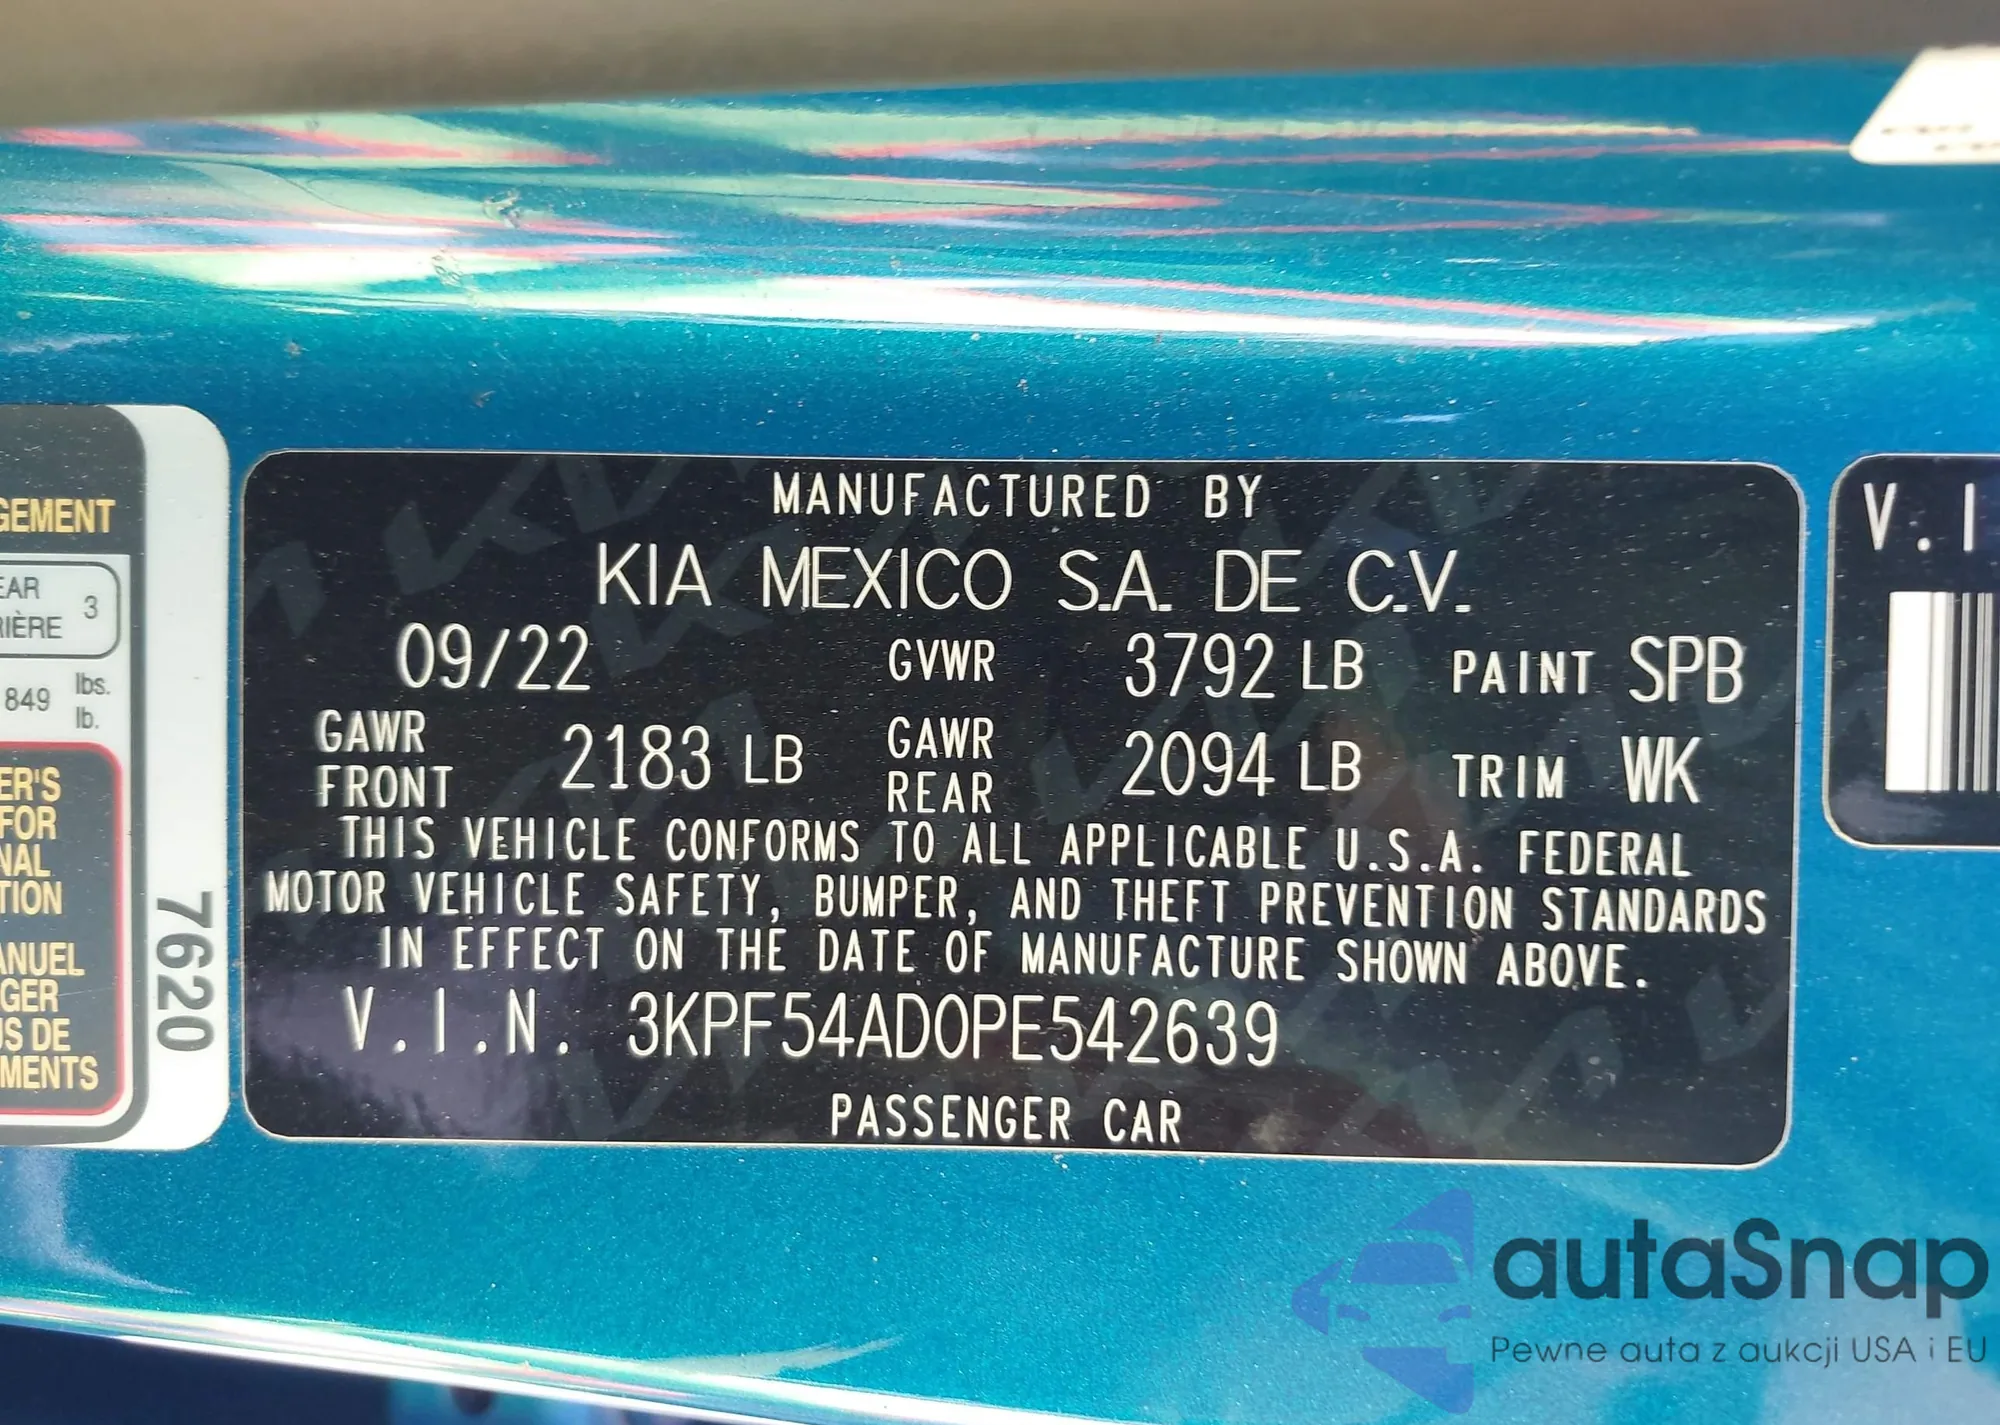 GEMENT
EAR
3
RIÈRE
849 lbs.
lb.
ER'S
FOR
NAL
TION
ANUEL
GER
US DE
MENTS
7620
MANUFACTURED BY
KIA MEXICO S.A. DE C.V.
09/22 GVWR 3792 LB PAINT SPB
GAWR FRONT 2183 LB GAWR REAR 2094 LB TRIM WK
THIS VEHICLE CONFORMS TO ALL APPLICABLE U.S.A. FEDERAL
MOTOR VEHICLE SAFETY, BUMPER, AND THEFT PREVENTION STANDARDS
IN EFFECT ON THE DATE OF MANUFACTURE SHOWN ABOVE.
V.I.N. 3KPF54AD0PE542639
PASSENGER CAR
V.I
autaSnap
Pewne auta z aukcji USA i EU